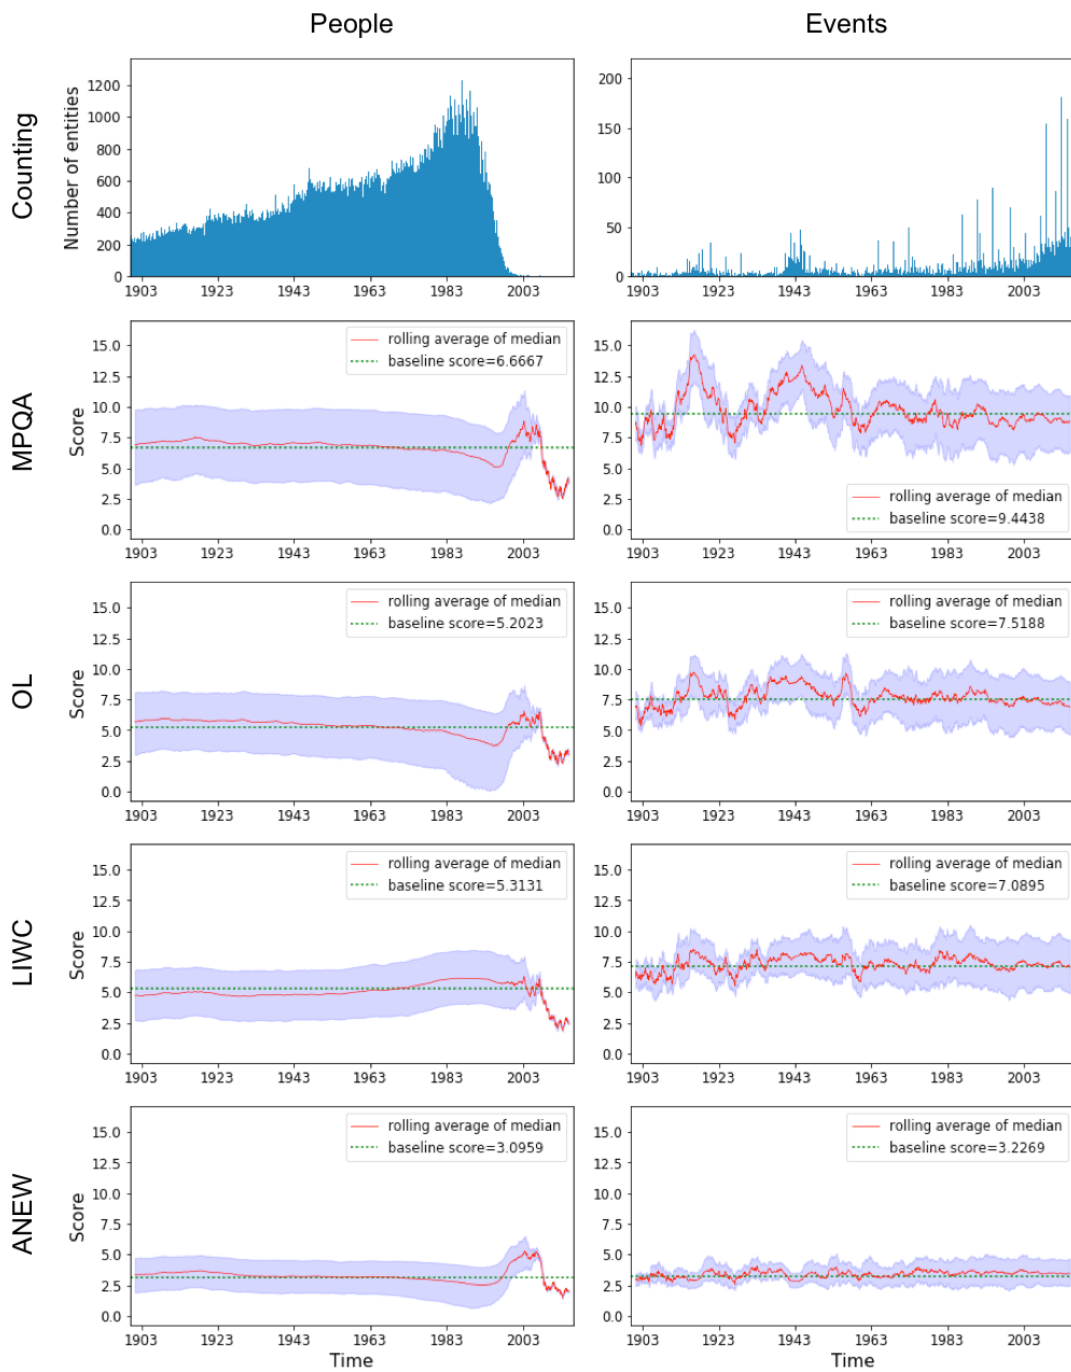 People
Events
Counting
Number of entities
1200
1000
800
600
400
200
0
1903 1923 1943 1963 1983 2003
200
150
100
50
0
1903 1923 1943 1963 1983 2003
MPQA
Score
15.0
12.5
10.0
7.5
5.0
2.5
0.0
rolling average of median
baseline score=6.6667
1903 1923 1943 1963 1983 2003
15.0
12.5
10.0
7.5
5.0
2.5
0.0
rolling average of median
baseline score=9.4438
1903 1923 1943 1963 1983 2003
OL
Score
15.0
12.5
10.0
7.5
5.0
2.5
0.0
rolling average of median
baseline score=5.2023
1903 1923 1943 1963 1983 2003
15.0
12.5
10.0
7.5
5.0
2.5
0.0
rolling average of median
baseline score=7.5188
1903 1923 1943 1963 1983 2003
LIWC
Score
15.0
12.5
10.0
7.5
5.0
2.5
0.0
rolling average of median
baseline score=5.3131
1903 1923 1943 1963 1983 2003
15.0
12.5
10.0
7.5
5.0
2.5
0.0
rolling average of median
baseline score=7.0895
1903 1923 1943 1963 1983 2003
ANEW
Score
15.0
12.5
10.0
7.5
5.0
2.5
0.0
rolling average of median
baseline score=3.0959
1903 1923 1943 1963 1983 2003
Time
15.0
12.5
10.0
7.5
5.0
2.5
0.0
rolling average of median
baseline score=3.2269
1903 1923 1943 1963 1983 2003
Time